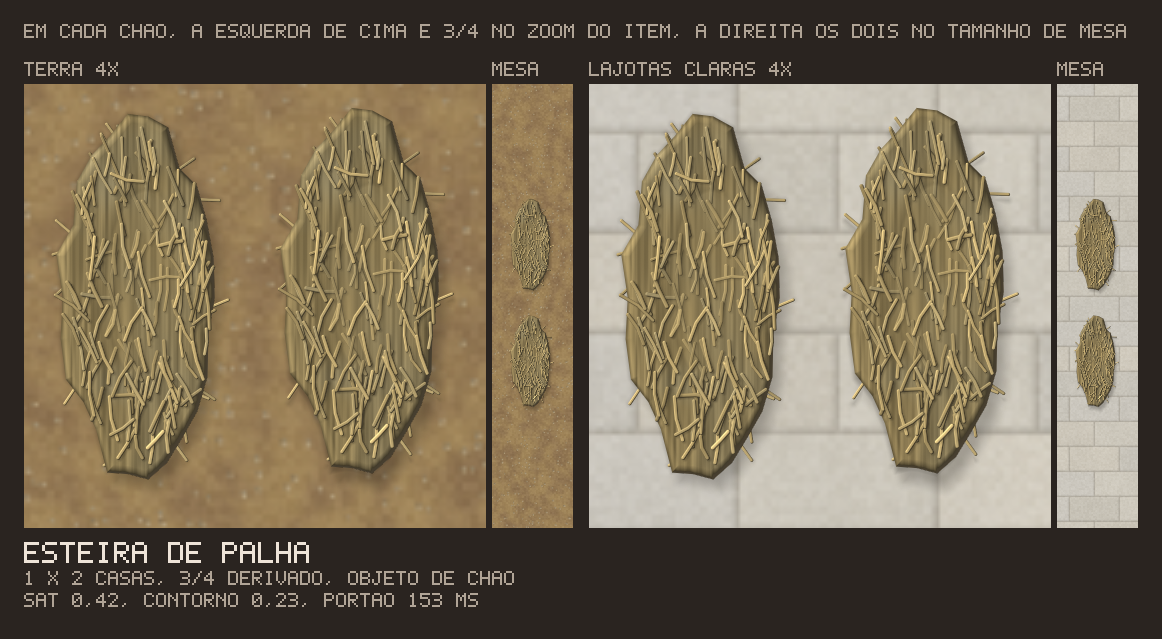 EM CADA CHAO, A ESQUERDA DE CIMA E 3/4 NO ZOOM DO ITEM, A DIREITA OS DOIS NO TAMANHO DE MESA
TERRA 4X
MESA
LAJOTAS CLARAS 4X
MESA
ESTEIRA DE PALHA
1 X 2 CASAS, 3/4 DERIVADO, OBJETO DE CHAO
SAT 0,42, CONTORNO 0,23, PORTAO 153 MS